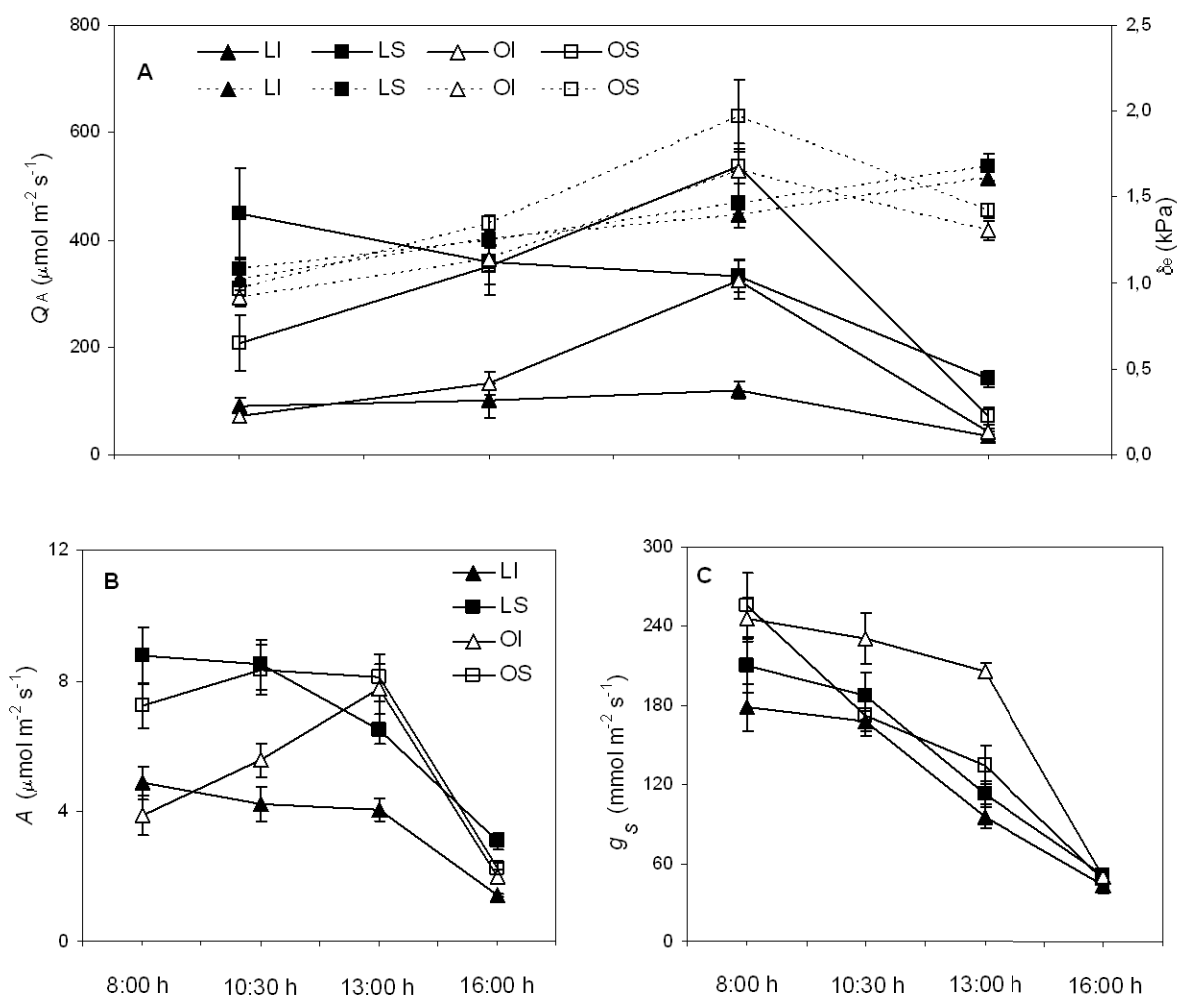 A
LI LS OI OS
LI LS OI OS
800
600
400
200
0
Q A (μmol m⁻² s⁻¹)
2,5
2,0
1,5
1,0
0,5
0,0
δe (kPa)
B
LI
LS
OI
OS
12
8
4
0
A (μmol m⁻² s⁻¹)
8:00 h 10:30 h 13:00 h 16:00 h
C
300
240
180
120
60
0
g s (mmol m⁻² s⁻¹)
8:00 h 10:30 h 13:00 h 16:00 h